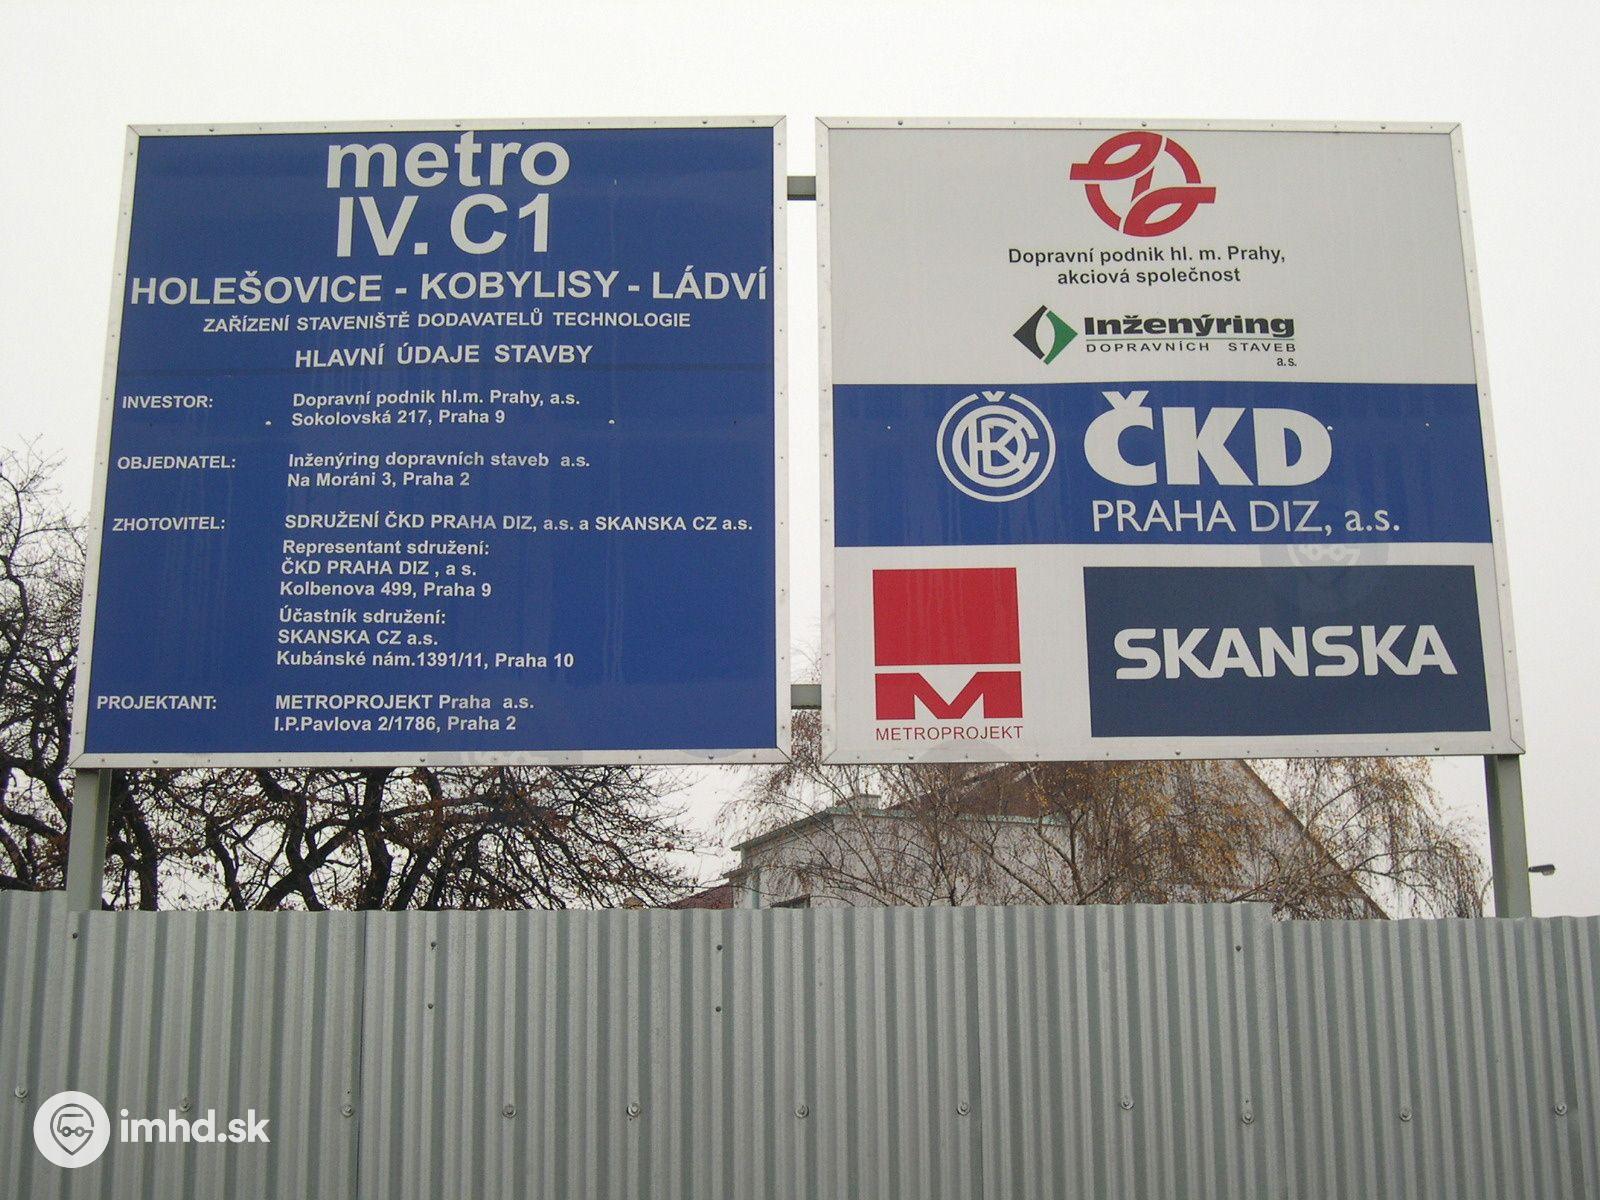 metro
IV. C1
HOLEŠOVICE - KOBYLISY - LÁDVÍ
ZAŘÍZENÍ STAVENIŠTĚ DODAVATELŮ TECHNOLOGIE
HLAVNÍ ÚDAJE STAVBY
INVESTOR: Dopravní podnik hl.m. Prahy, a.s.
Sokolovská 217, Praha 9
OBJEDNATEL: Inženýring dopravních staveb a.s.
Na Moráni 3, Praha 2
ZHOTOVITEL: SDRUŽENÍ ČKD PRAHA DIZ, a.s. a SKANSKA CZ a.s.
Representant sdružení:
ČKD PRAHA DIZ , a s.
Kolbenova 499, Praha 9
Účastník sdružení:
SKANSKA CZ a.s.
Kubánské nám.1391/11, Praha 10
PROJEKTANT: METROPROJEKT Praha a.s.
I.P.Pavlova 2/1786, Praha 2
Dopravní podnik hl. m. Prahy,
akciová společnost
Inženýring
DOPRAVNÍCH STAVEB
a.s.
ČKD
ČKD
PRAHA DIZ, a.s.
M
METROPROJEKT
SKANSKA
imhd.sk